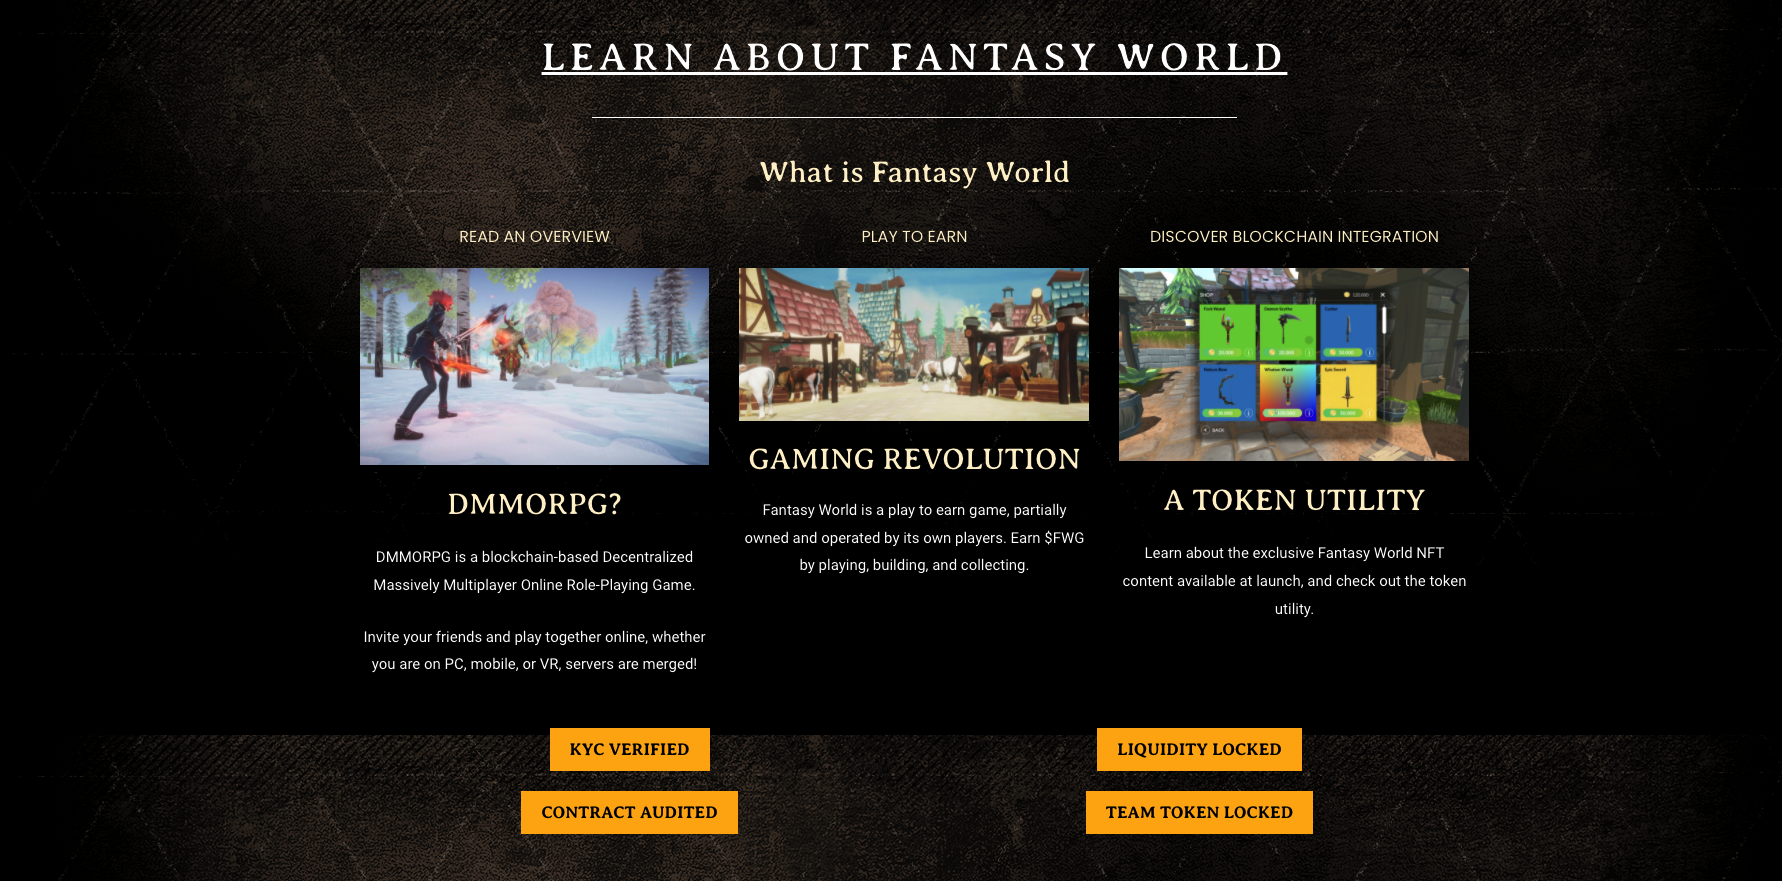 LEARN ABOUT FANTASY WORLD
What is Fantasy World
READ AN OVERVIEW
DMMORPG?
DMMORPG is a blockchain-based Decentralized
Massively Multiplayer Online Role-Playing Game.
Invite your friends and play together online, whether
you are on PC, mobile, or VR, servers are merged!
PLAY TO EARN
GAMING REVOLUTION
Fantasy World is a play to earn game, partially
owned and operated by its own players. Earn $FWG
by playing, building, and collecting.
DISCOVER BLOCKCHAIN INTEGRATION
SHOP
BACK
A TOKEN UTILITY
Learn about the exclusive Fantasy World NFT
content available at launch, and check out the token
utility.
KYC VERIFIED
LIQUIDITY LOCKED
CONTRACT AUDITED
TEAM TOKEN LOCKED